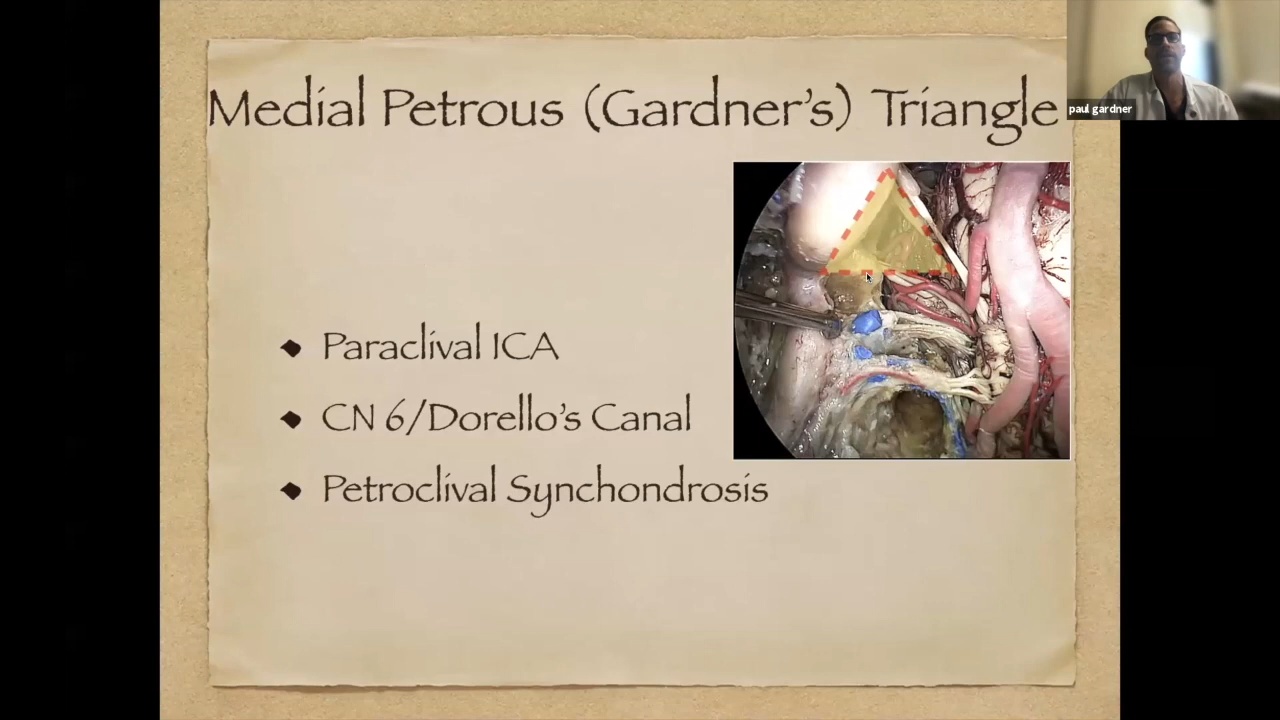 Medial Petrous (Gardner's) Triangle
paul gardner
Paraclival ICA
CN 6/Dorello's Canal
Petroclival Synchondrosis